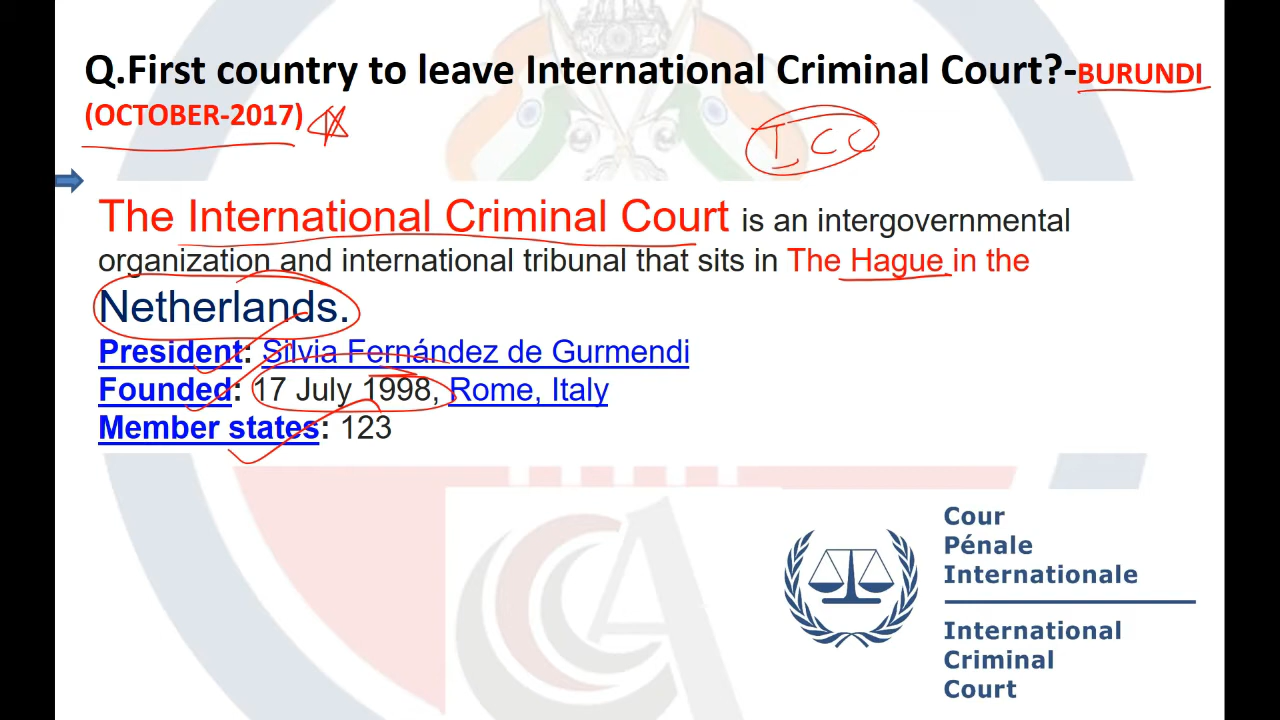 Q.First country to leave International Criminal Court?-BURUNDI
(OCTOBER-2017)
ICC
The International Criminal Court is an intergovernmental
organization and international tribunal that sits in The Hague in the
Netherlands.
President: Silvia Fernández de Gurmendi
Founded: 17 July 1998, Rome, Italy
Member states: 123
CCA
Cour
Pénale
Internationale
International
Criminal
Court